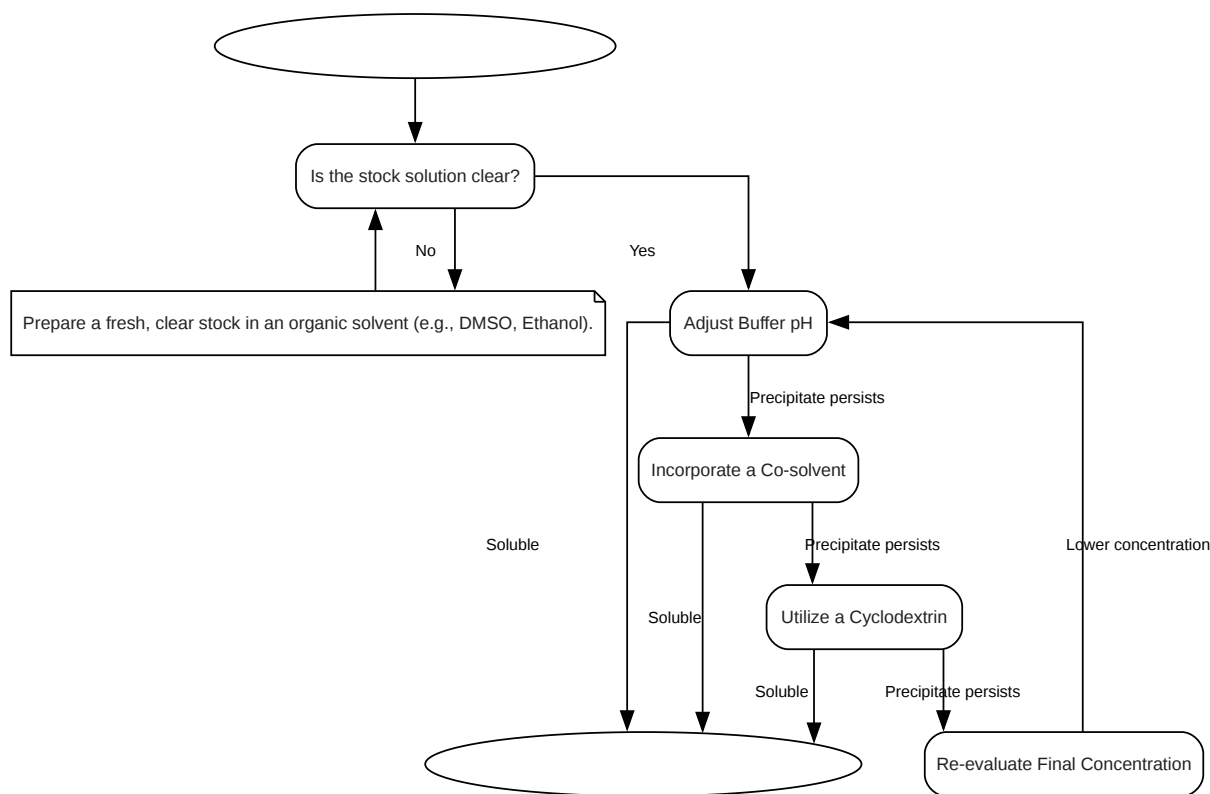 Is the stock solution clear?
No
Yes
Prepare a fresh, clear stock in an organic solvent (e.g., DMSO, Ethanol).
Adjust Buffer pH
Precipitate persists
Incorporate a Co-solvent
Soluble
Precipitate persists
Lower concentration
Soluble
Utilize a Cyclodextrin
Soluble
Precipitate persists
Re-evaluate Final Concentration